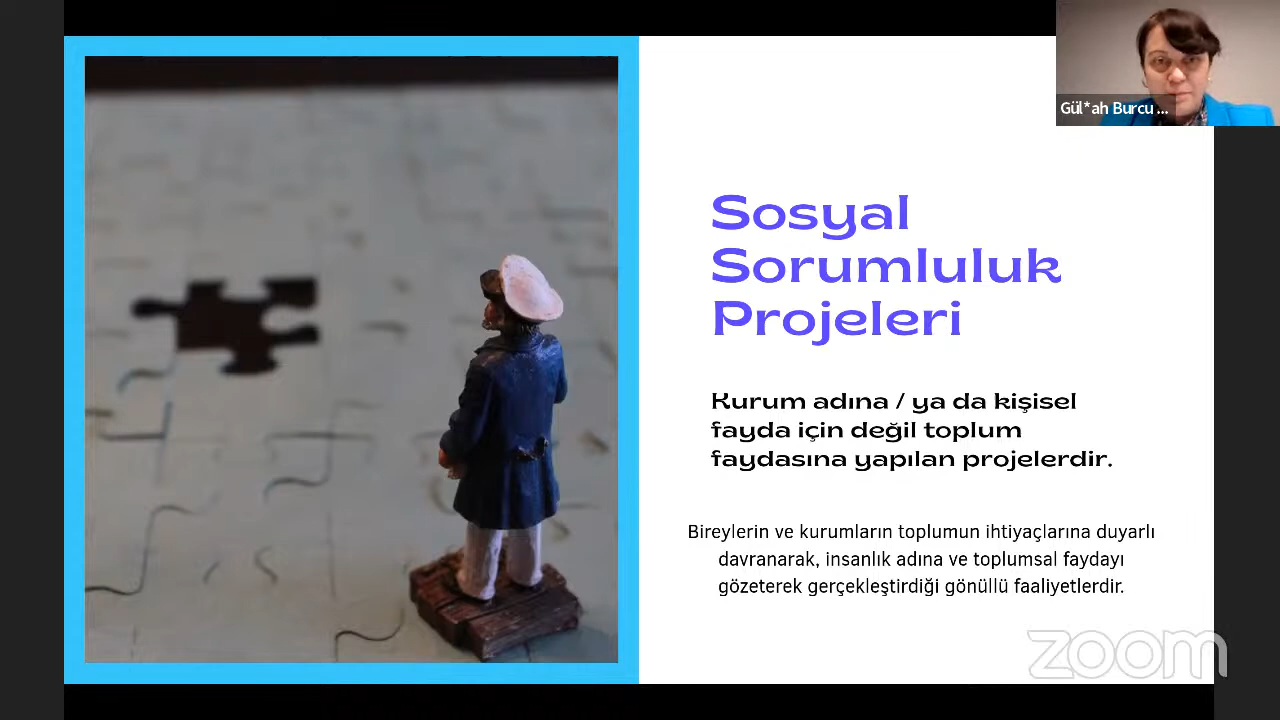 Gül*ah Burcu ...
Sosyal
Sorumluluk
Projeleri
Kurum adına / ya da kişisel
fayda için değil toplum
faydasına yapılan projelerdir.
Bireylerin ve kurumların toplumun ihtiyaçlarına duyarlı
davranarak, insanlık adına ve toplumsal faydayı
gözeterek gerçekleştirdiği gönüllü faaliyetlerdir.
zoom